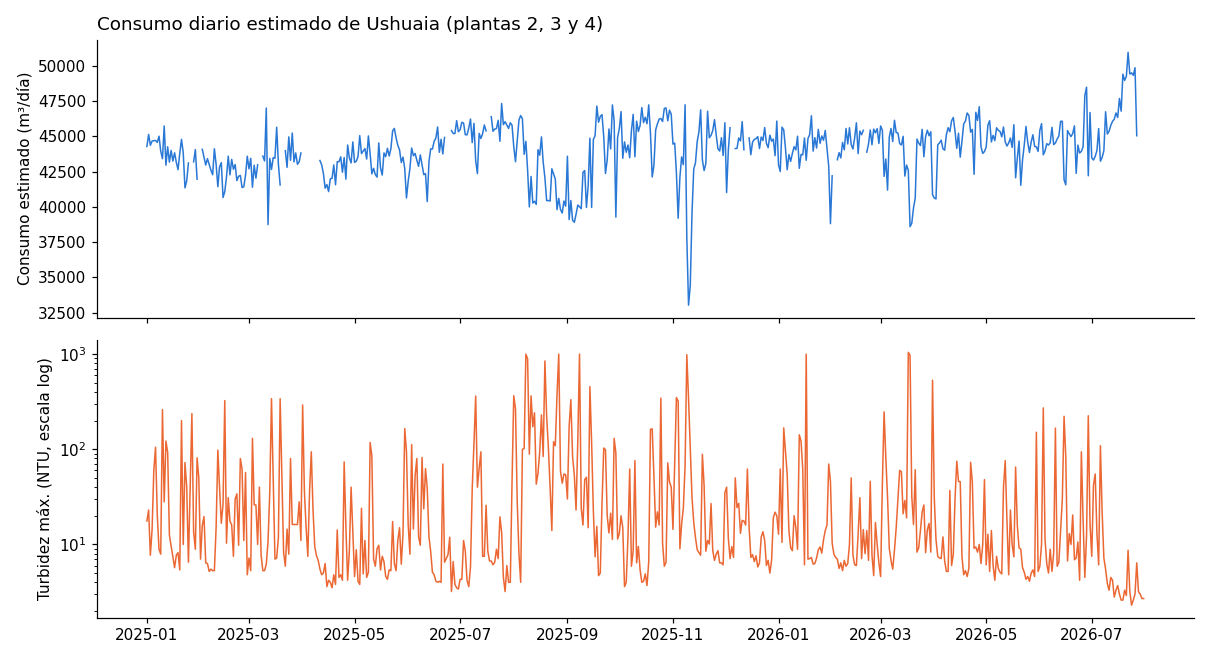 Consumo diario estimado de Ushuaia (plantas 2, 3 y 4)
Consumo estimado (m³/día)
50000
47500
45000
42500
40000
37500
35000
32500
Turbidez máx. (NTU, escala log)
10³
10²
10¹
2025-01 2025-03 2025-05 2025-07 2025-09 2025-11 2026-01 2026-03 2026-05 2026-07